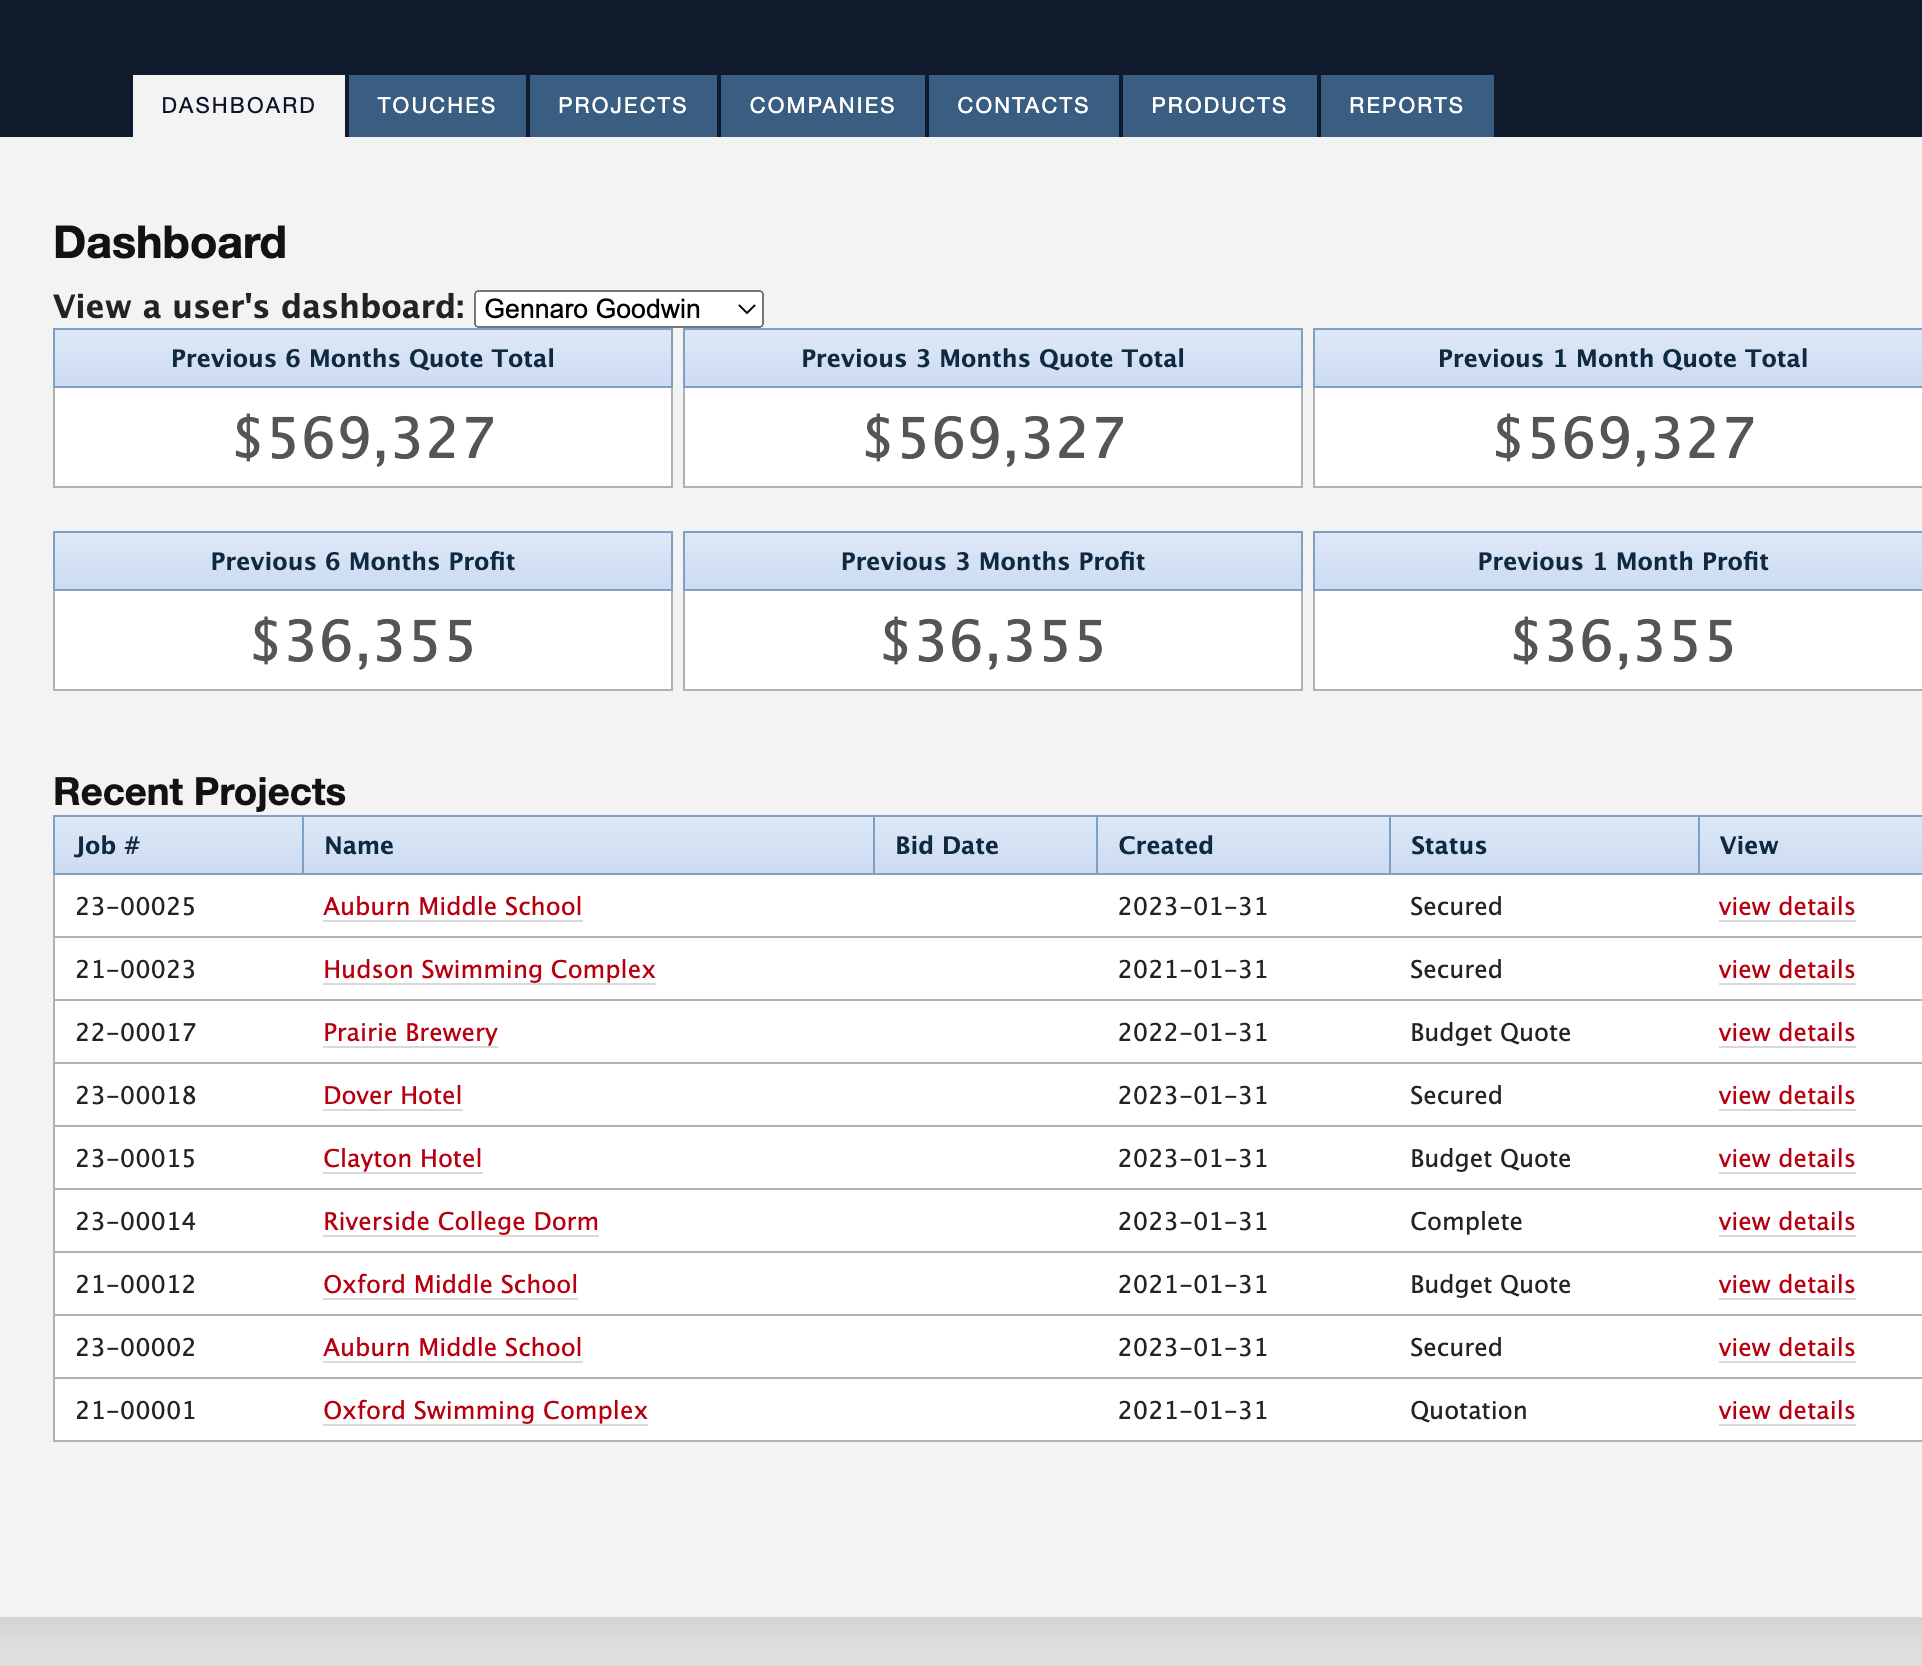 DASHBOARD TOUCHES PROJECTS COMPANIES CONTACTS PRODUCTS REPORTS
Dashboard
View a user's dashboard: Gennaro Goodwin
Previous 6 Months Quote Total Previous 3 Months Quote Total Previous 1 Month Quote Total
$569,327 $569,327 $569,327
Previous 6 Months Profit Previous 3 Months Profit Previous 1 Month Profit
$36,355 $36,355 $36,355
Recent Projects
Job # Name Bid Date Created Status View
23-00025 Auburn Middle School 2023-01-31 Secured view details
21-00023 Hudson Swimming Complex 2021-01-31 Secured view details
22-00017 Prairie Brewery 2022-01-31 Budget Quote view details
23-00018 Dover Hotel 2023-01-31 Secured view details
23-00015 Clayton Hotel 2023-01-31 Budget Quote view details
23-00014 Riverside College Dorm 2023-01-31 Complete view details
21-00012 Oxford Middle School 2021-01-31 Budget Quote view details
23-00002 Auburn Middle School 2023-01-31 Secured view details
21-00001 Oxford Swimming Complex 2021-01-31 Quotation view details